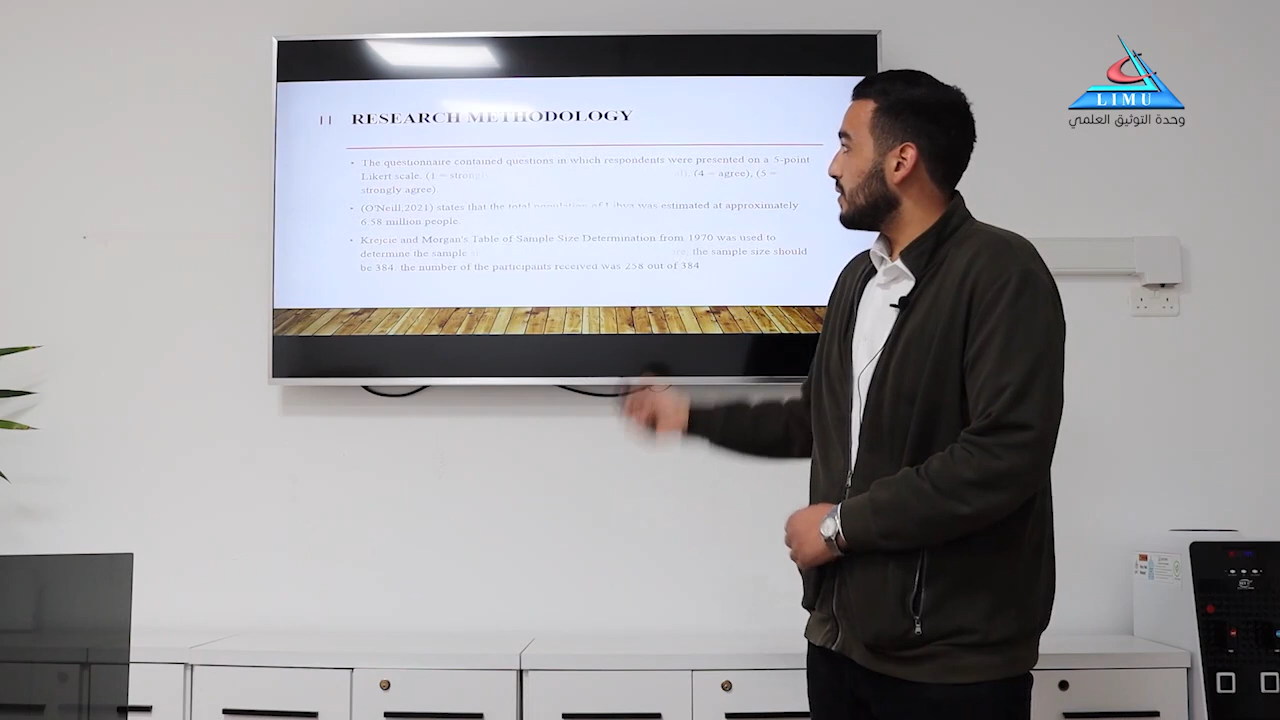 11 RESEARCH METHODOLOGY
• The questionnaire contained questions in which respondents were presented on a 5-point
Likert scale. (1 = strongly (4 = agree), (5 =
strongly agree).
• (O'Neill,2021) states that the total population of Libya was estimated at approximately
6.58 million people.
• Krejcie and Morgan's Table of Sample Size Determination from 1970 was used to
determine the sample the sample size should
be 384. the number of the participants received was 258 out of 384
LIMU
وحدة التوثيق العلمي